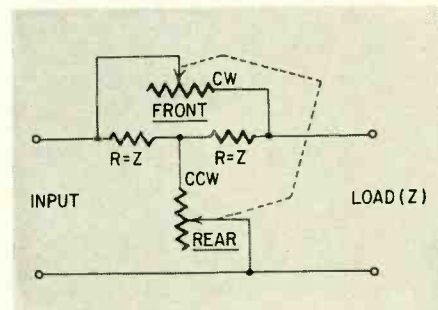 CW
FRONT
R=Z R=Z
CCW
INPUT LOAD(Z)
REAR